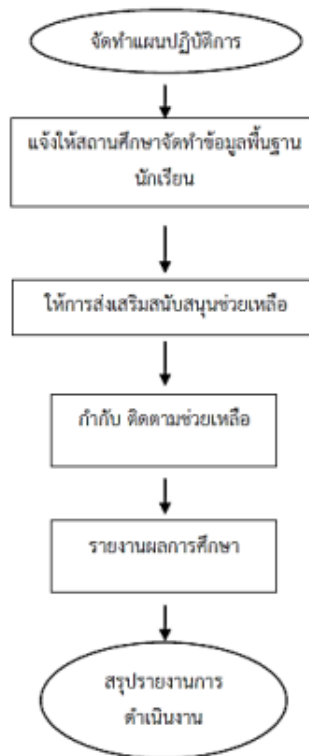 จัดทำแผนปฏิบัติการ
แจ้งให้สถานศึกษาจัดทำข้อมูลพื้นฐาน
นักเรียน
ให้การส่งเสริมสนับสนุนช่วยเหลือ
กำกับ ติดตามช่วยเหลือ
รายงานผลการศึกษา
สรุปรายงานการ
ดำเนินงาน